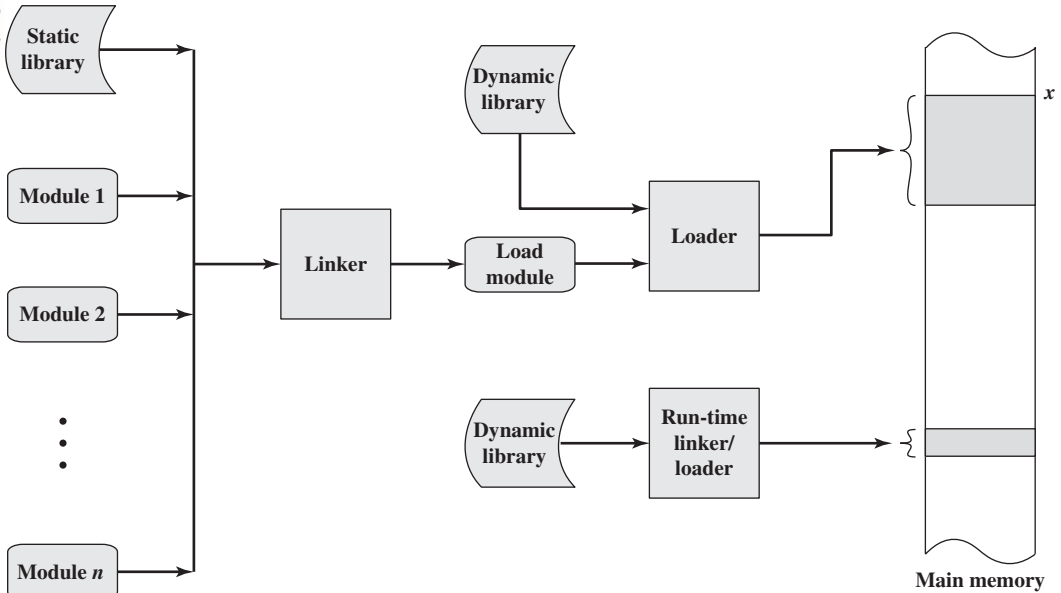 Static
library
Module 1
Module 2
Module n
Linker
Dynamic
library
Load
module
Loader
Dynamic
library
Run-time
linker/
loader
x
Main memory